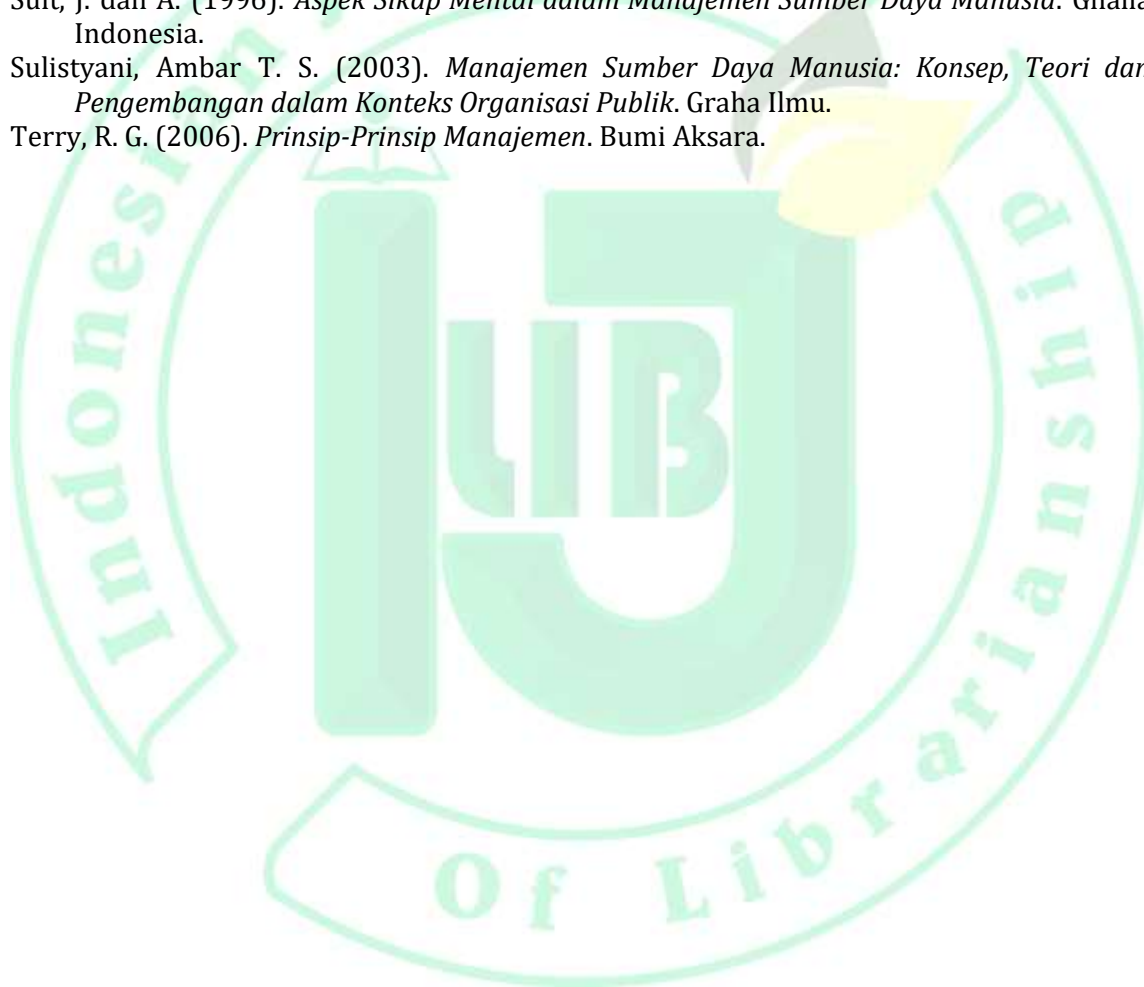 Suit, J. dan A. (1996). Aspek Sikap Mental dalam Manajemen Sumber Daya Manusia. Ghalia
Indonesia.
Sulistyani, Ambar T. S. (2003). Manajemen Sumber Daya Manusia: Konsep, Teori dan
Pengembangan dalam Konteks Organisasi Publik. Graha Ilmu.
Terry, R. G. (2006). Prinsip-Prinsip Manajemen. Bumi Aksara.
Indonesian
LIB
Of Librarianship